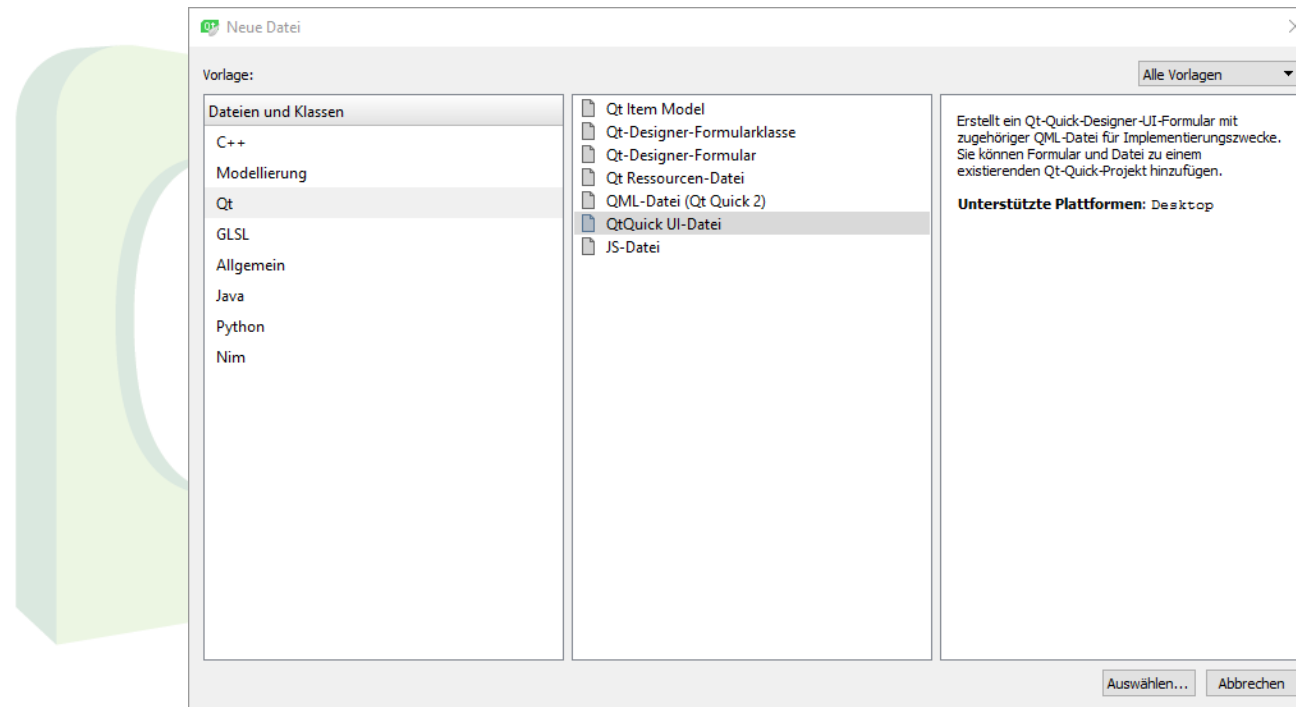 Neue Datei
Vorlage:
Alle Vorlagen
Dateien und Klassen
C++
Modellierung
Qt
GLSL
Allgemein
Java
Python
Nim
Qt Item Model
Qt-Designer-Formularklasse
Qt-Designer-Formular
Qt Ressourcen-Datei
QML-Datei (Qt Quick 2)
QtQuick UI-Datei
JS-Datei
Erstellt ein Qt-Quick-Designer-UI-Formular mit
zugehöriger QML-Datei für Implementierungszwecke.
Sie können Formular und Datei zu einem
existierenden Qt-Quick-Projekt hinzufügen.
Unterstützte Plattformen: Desktop
Auswählen... Abbrechen